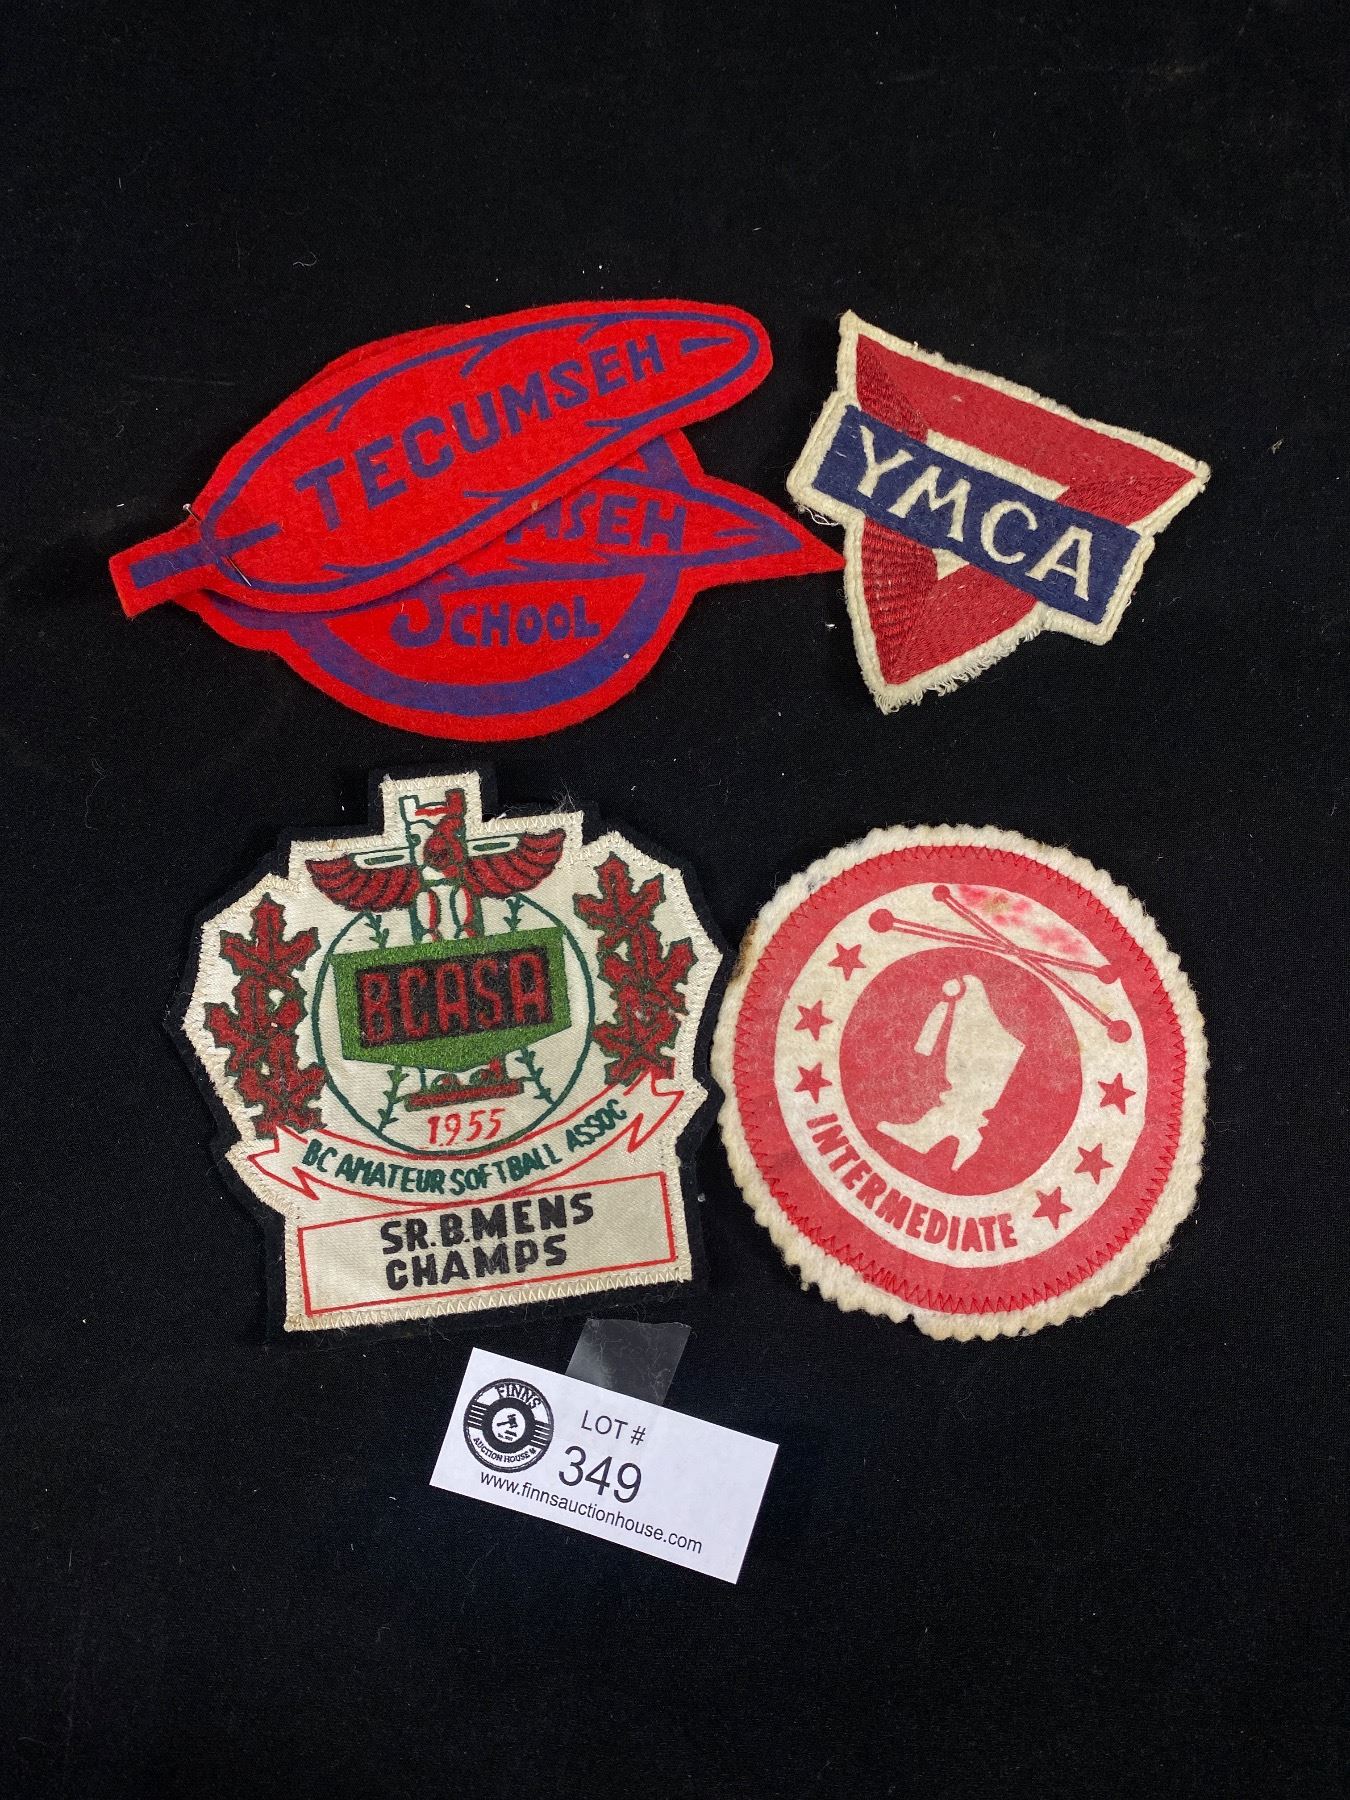 TECUMSEH
MSEH
SCHOOL
YMCA
BCASA
1955
BC AMATEUR SOFTBALL ASSOC
SR. B. MENS
CHAMPS
INTERMEDIATE
FINNS
AUCTION HOUSE
LOT #
349
www.finnsauctionhouse.com